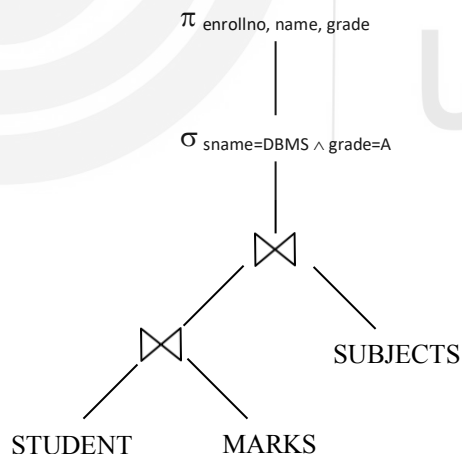 π enrollno, name, grade
σ sname=DBMS ∧ grade=A
⋈
⋈
SUBJECTS
STUDENT MARKS